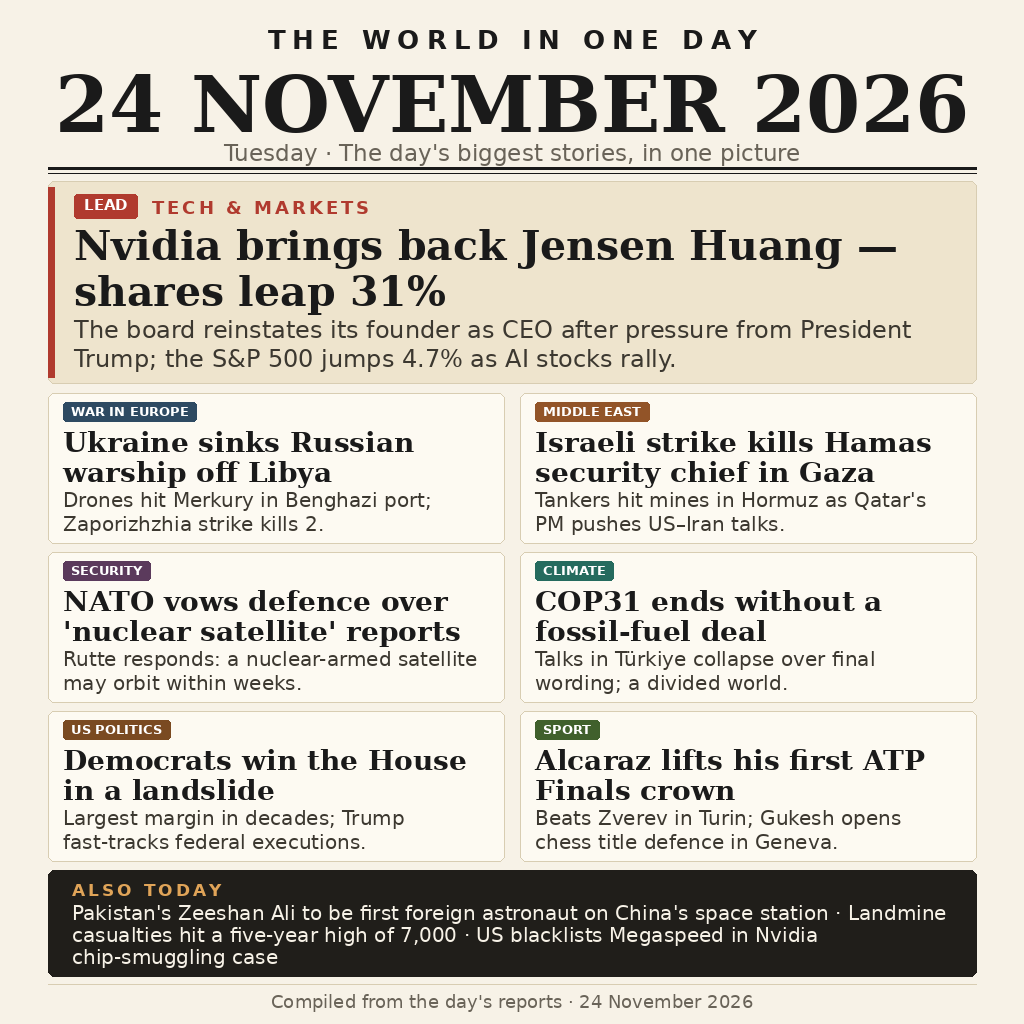 THE WORLD IN ONE DAY
24 NOVEMBER 2026
Tuesday · The day's biggest stories, in one picture
LEAD TECH & MARKETS
Nvidia brings back Jensen Huang —
shares leap 31%
The board reinstates its founder as CEO after pressure from President
Trump; the S&P 500 jumps 4.7% as AI stocks rally.
WAR IN EUROPE
Ukraine sinks Russian
warship off Libya
Drones hit Merkury in Benghazi port;
Zaporizhzhia strike kills 2.
MIDDLE EAST
Israeli strike kills Hamas
security chief in Gaza
Tankers hit mines in Hormuz as Qatar's
PM pushes US–Iran talks.
SECURITY
NATO vows defence over
'nuclear satellite' reports
Rutte responds: a nuclear-armed satellite
may orbit within weeks.
CLIMATE
COP31 ends without a
fossil-fuel deal
Talks in Türkiye collapse over final
wording; a divided world.
US POLITICS
Democrats win the House
in a landslide
Largest margin in decades; Trump
fast-tracks federal executions.
SPORT
Alcaraz lifts his first ATP
Finals crown
Beats Zverev in Turin; Gukesh opens
chess title defence in Geneva.
ALSO TODAY
Pakistan's Zeeshan Ali to be first foreign astronaut on China's space station · Landmine
casualties hit a five-year high of 7,000 · US blacklists Megaspeed in Nvidia
chip-smuggling case
Compiled from the day's reports · 24 November 2026